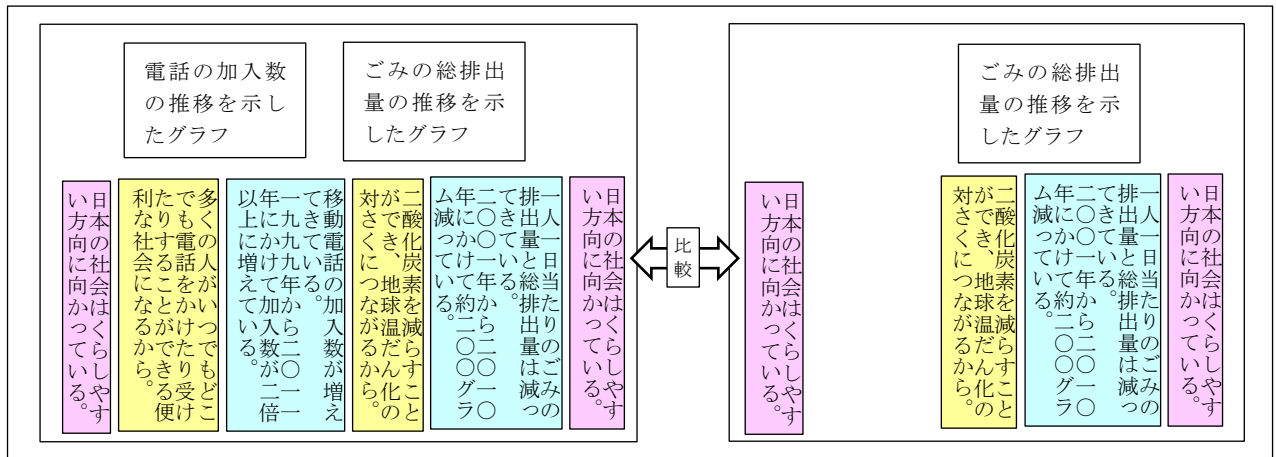 ごみの総排出
量の推移を示
したグラフ
日本の社会はくらしやす
い方向に向かっている。
一人一日当たりのごみの
排出量と総排出量は減っ
てきている。
二〇〇一年から二〇一〇
年にかけて約二〇〇グラ
ム減っている。
二酸化炭素を減らすこと
ができ、地球温だん化の
対さくにつながるから。
日本の社会はくらしやす
い方向に向かっている。
比較
ごみの総排出
量の推移を示
したグラフ
電話の加入数
の推移を示し
たグラフ
日本の社会はくらしやす
い方向に向かっている。
一人一日当たりのごみの
排出量と総排出量は減っ
てきている。
二〇〇一年から二〇一〇
年にかけて約二〇〇グラ
ム減っている。
二酸化炭素を減らすこと
ができ、地球温だん化の
対さくにつながるから。
移動電話の加入数が増え
てきている。
一九九九年から二〇一一
年にかけて加入数が二倍
以上に増えている。
多くの人がいつでもどこ
でも電話をかけたり受け
たりすることができる便
利な社会になるから。
日本の社会はくらしやす
い方向に向かっている。